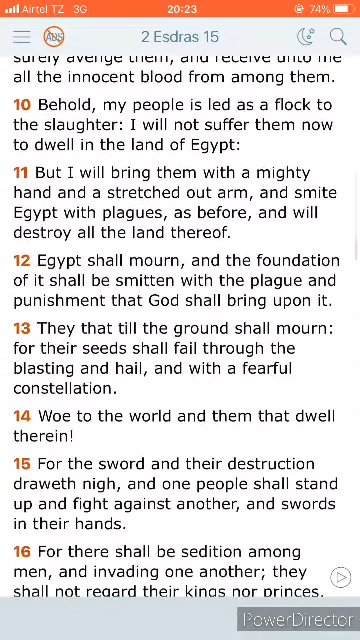 Airtel TZ 3G 20:23 74%
ADS 2 Esdras 15
surely avenge them, and receive unto me
all the innocent blood from among them.
10 Behold, my people is led as a flock to
the slaughter: I will not suffer them now
to dwell in the land of Egypt:
11 But I will bring them with a mighty
hand and a stretched out arm, and smite
Egypt with plagues, as before, and will
destroy all the land thereof.
12 Egypt shall mourn, and the foundation
of it shall be smitten with the plague and
punishment that God shall bring upon it.
13 They that till the ground shall mourn:
for their seeds shall fail through the
blasting and hail, and with a fearful
constellation.
14 Woe to the world and them that dwell
therein!
15 For the sword and their destruction
draweth nigh, and one people shall stand
up and fight against another, and swords
in their hands.
16 For there shall be sedition among
men, and invading one another; they
shall not regard their kings nor princes,
PowerDirector